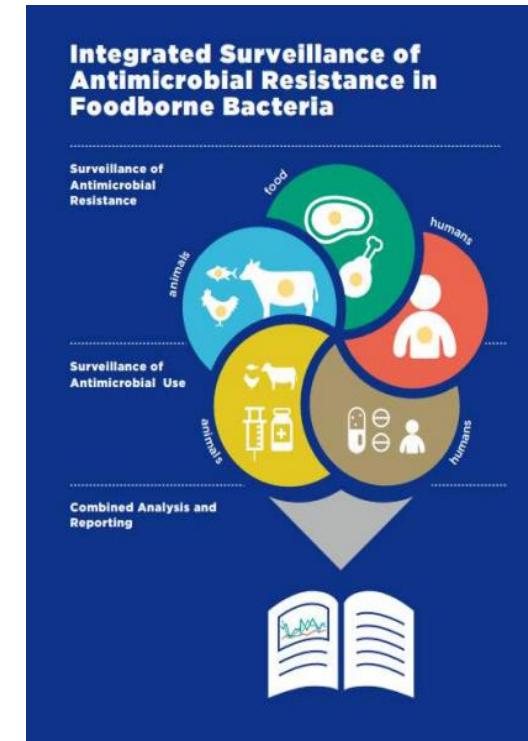 Integrated Surveillance of
Antimicrobial Resistance in
Foodborne Bacteria
Surveillance of
Antimicrobial
Resistance
food
humans
animals
Surveillance of
Antimicrobial Use
animals
humans
Combined Analysis and
Reporting